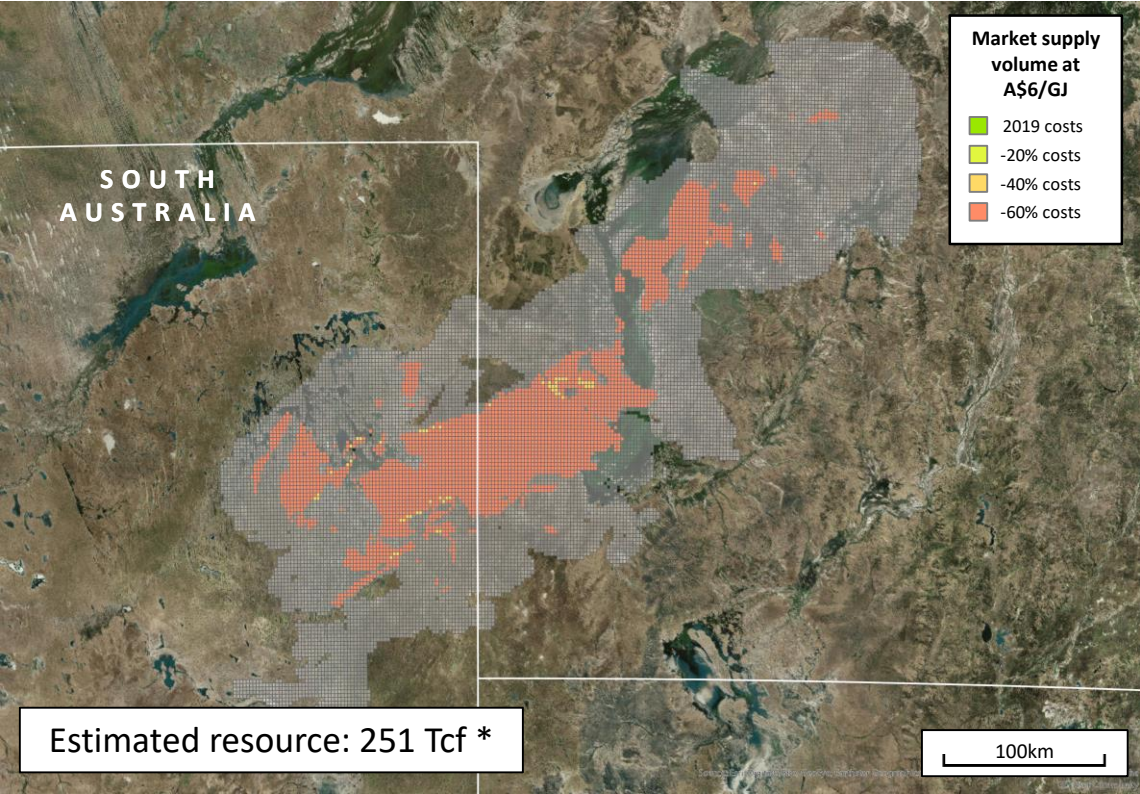 Market supply
volume at
A$6/GJ
2019 costs
-20% costs
-40% costs
-60% costs
SOUTH
AUSTRALIA
Estimated resource: 251 Tcf *
100km